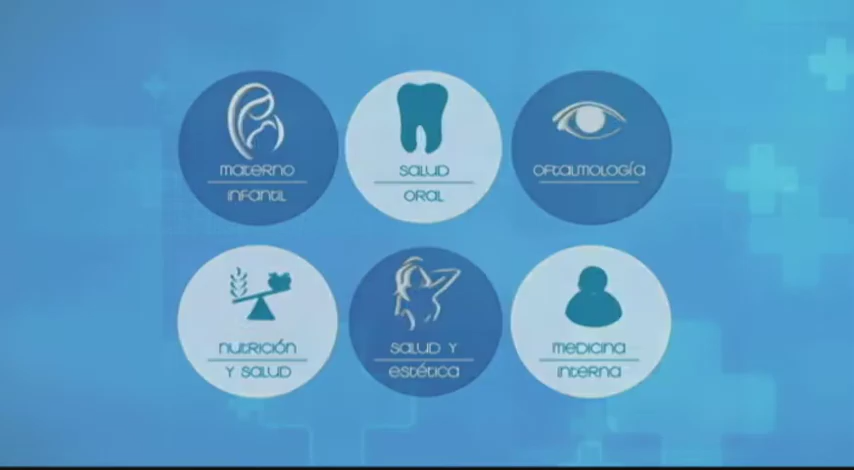 materno
infantil
salud
oral
oftalmología
nutrición
y salud
salud y
estética
medicina
interna